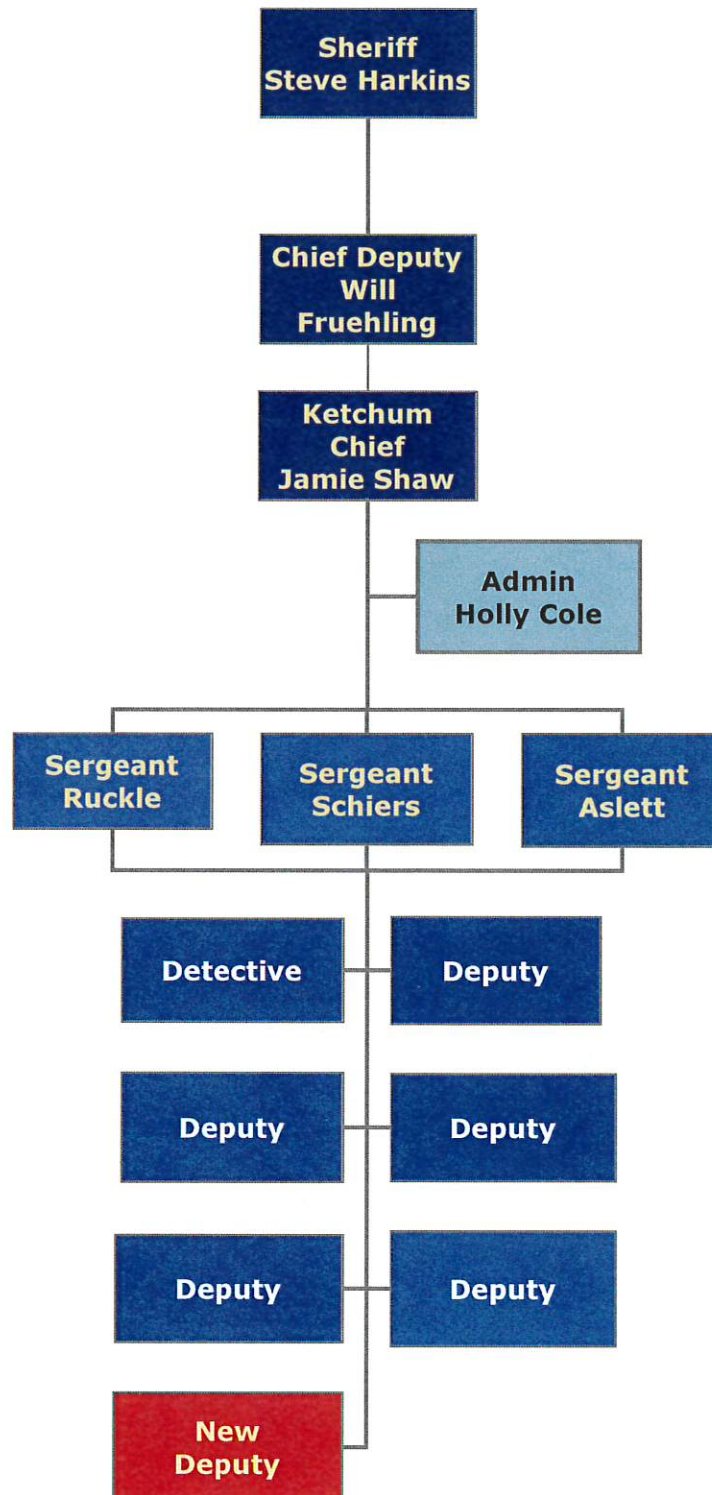 Sheriff
Steve Harkins
Chief Deputy
Will
Fruehling
Ketchum
Chief
Jamie Shaw
Admin
Holly Cole
Sergeant
Ruckle
Sergeant
Schiers
Sergeant
Aslett
Detective
Deputy
Deputy
Deputy
Deputy
Deputy
New
Deputy